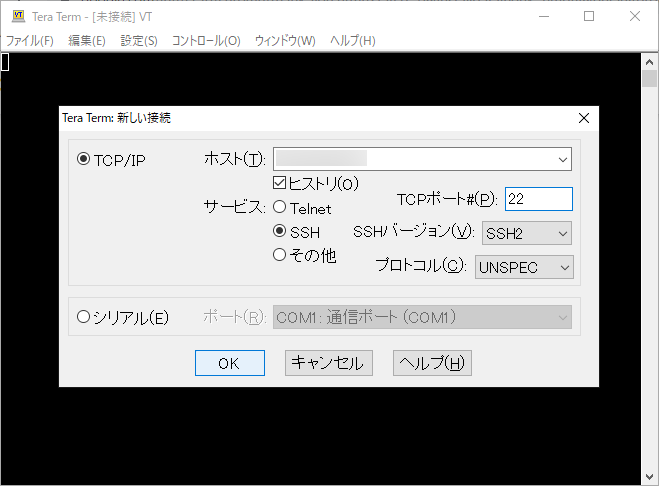 Tera Term - [未接続] VT
ファイル(F) 編集(E) 設定(S) コントロール(O) ウィンドウ(W) ヘルプ(H)
Tera Term: 新しい接続
TCP/IP
ホスト(T):
ヒストリ(O)
サービス:
Telnet
TCPポート#(P): 22
SSH
SSHバージョン(V): SSH2
その他
プロトコル(C): UNSPEC
シリアル(E)
ポート(R): COM1: 通信ポート (COM1)
OK キャンセル ヘルプ(H)